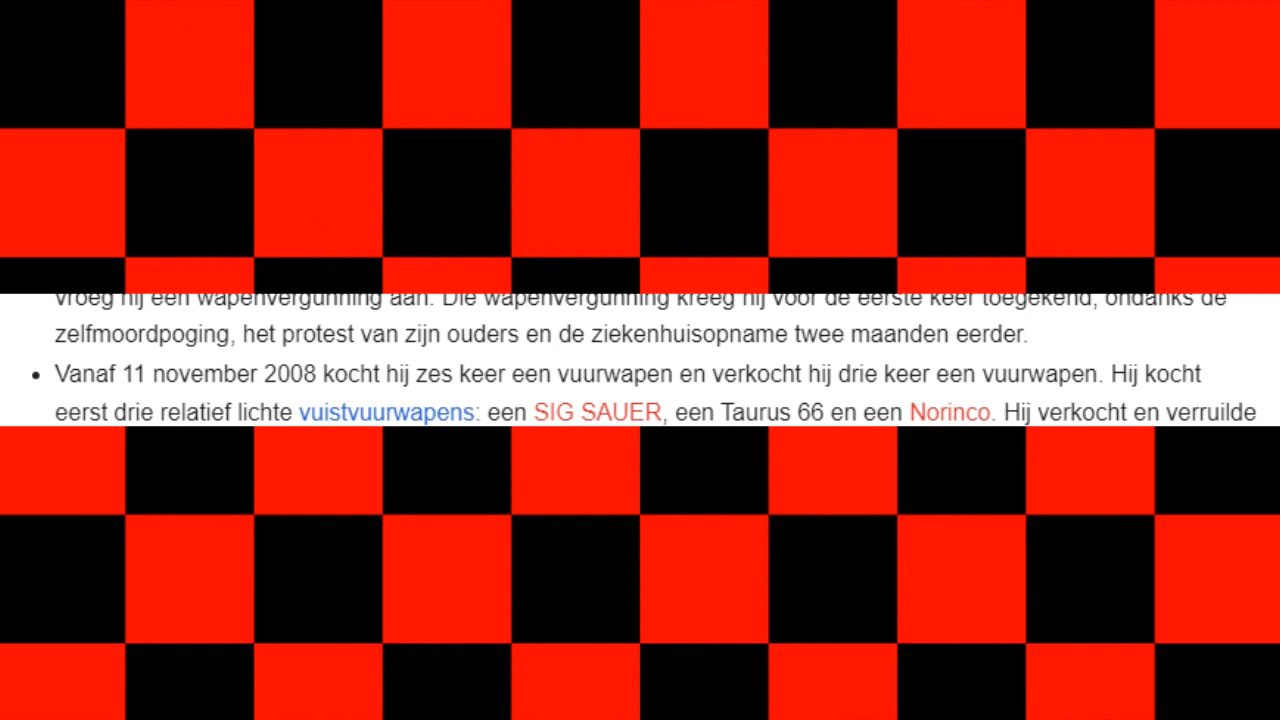 vroeg hij een wapenvergunning aan. Die wapenvergunning kreeg hij voor de eerste keer toegekend, ondanks de
zelfmoordpoging, het protest van zijn ouders en de ziekenhuisopname twee maanden eerder.
Vanaf 11 november 2008 kocht hij zes keer een vuurwapen en verkocht hij drie keer een vuurwapen. Hij kocht
eerst drie relatief lichte vuistvuurwapens: een SIG SAUER, een Taurus 66 en een Norinco. Hij verkocht en verruilde